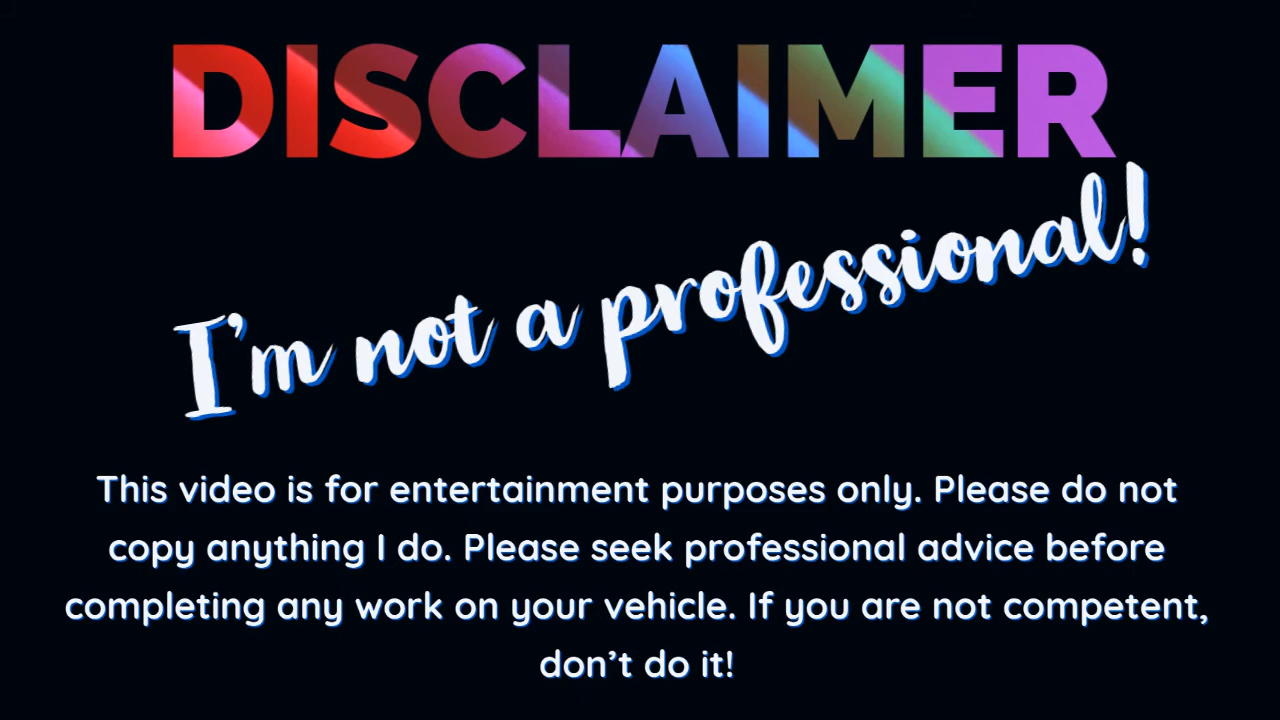 DISCLAIMER
I'm not a professional!
This video is for entertainment purposes only. Please do not
copy anything I do. Please seek professional advice before
completing any work on your vehicle. If you are not competent,
don’t do it!